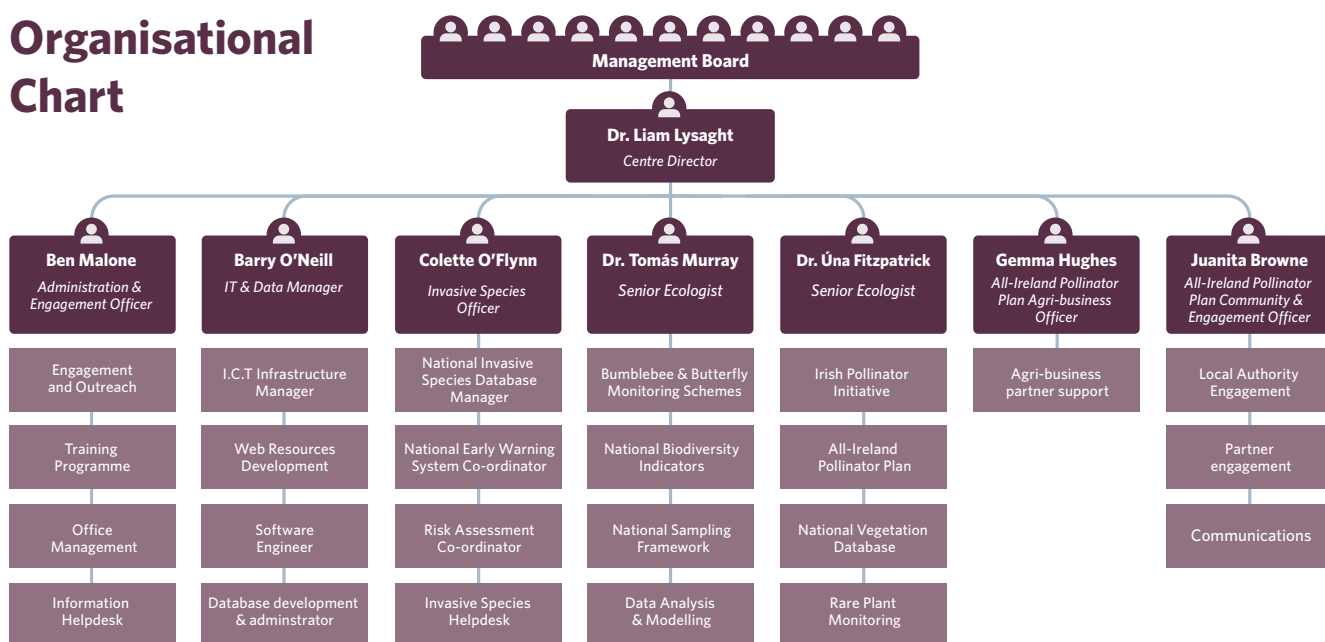 Organisational
Chart
Management Board
Dr. Liam Lysaght
Centre Director
Ben Malone
Administration &
Engagement Officer
Engagement
and Outreach
Training
Programme
Office
Management
Information
Helpdesk
Barry O'Neill
IT & Data Manager
I.C.T Infrastructure
Manager
Web Resources
Development
Software
Engineer
Database development
& adminstrator
Colette O'Flynn
Invasive Species
Officer
National Invasive
Species Database
Manager
National Early Warning
System Co-ordinator
Risk Assessment
Co-ordinator
Invasive Species
Helpdesk
Dr. Tomás Murray
Senior Ecologist
Bumblebee & Butterfly
Monitoring Schemes
National Biodiversity
Indicators
National Sampling
Framework
Data Analysis
& Modelling
Dr. Úna Fitzpatrick
Senior Ecologist
Irish Pollinator
Initiative
All-Ireland
Pollinator Plan
National Vegetation
Database
Rare Plant
Monitoring
Gemma Hughes
All-Ireland Pollinator
Plan Agri-business
Officer
Agri-business
partner support
Juanita Browne
All-Ireland Pollinator
Plan Community &
Engagement Officer
Local Authority
Engagement
Partner
engagement
Communications